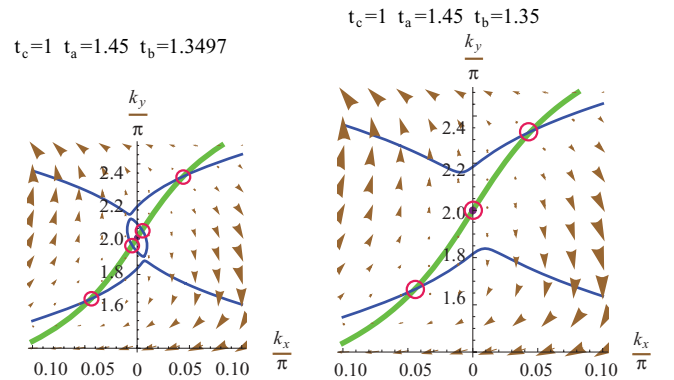 t_c=1 t_a=1.45 t_b=1.35
t_c=1 t_a=1.45 t_b=1.3497
k_y
π
k_y
π
2.4
2.2
2.0
1.8
1.6
2.4
2.2
2.0
1.8
1.6
0.10 0.05 0 0.05 0.10
k_x
π
0.10 0.05 0 0.05 0.10
k_x
π